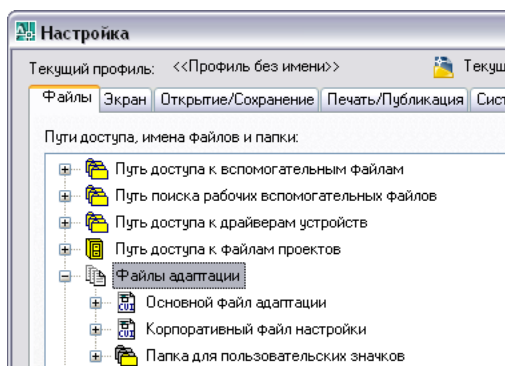 Настройка
Текущий профиль: <<Профиль без имени>>
Файлы Экран Открытие/Сохранение Печать/Публикация
Пути доступа, имена файлов и папки:
Путь доступа к вспомогательным файлам
Путь поиска рабочих вспомогательных файлов
Путь доступа к драйверам устройств
Путь доступа к файлам проектов
Файлы адаптации
CUI Основной файл адаптации
CUI Корпоративный файл настройки
Папка для пользовательских значков